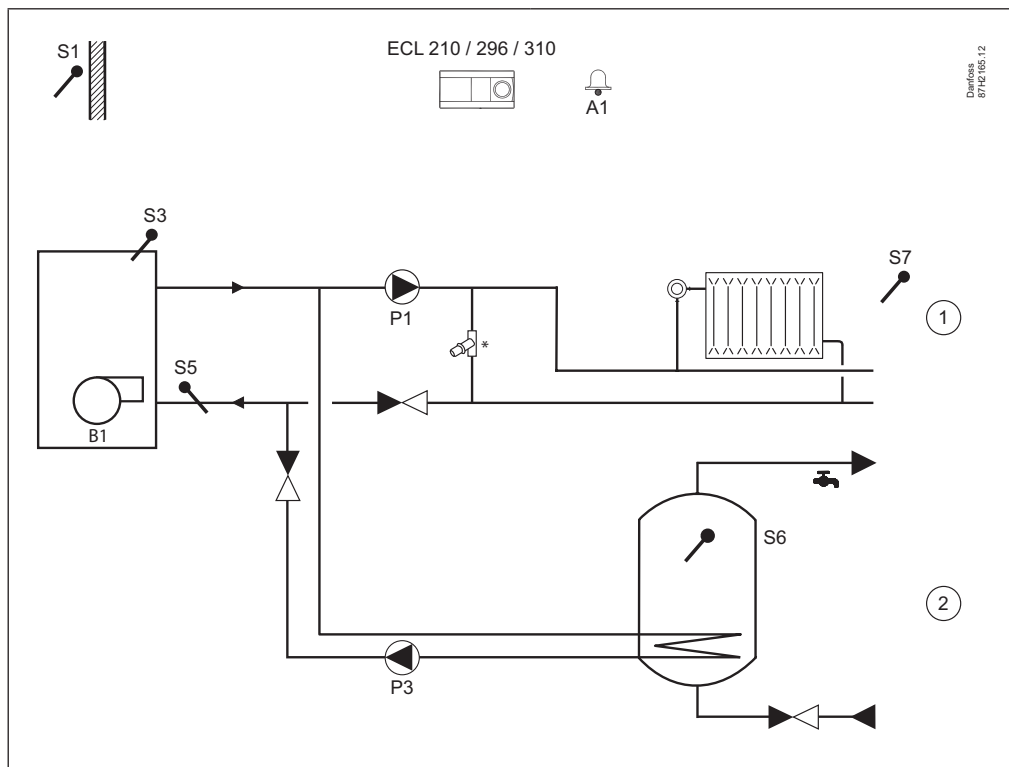 S1
ECL 210 / 296 / 310
A1
Danfoss
87H2165.12
S3
S7
P1
*
1
S5
B1
S6
2
P3